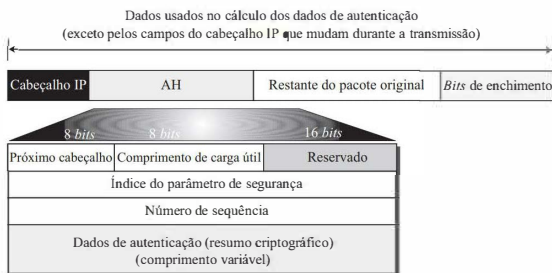 Dados usados no cálculo dos dados de autenticação
(exceto pelos campos do cabeçalho IP que mudam durante a transmissão)
Cabeçalho IP AH Restante do pacote original Bits de enchimento
8 bits 8 bits 16 bits
Próximo cabeçalho Comprimento de carga útil Reservado
Índice do parâmetro de segurança
Número de sequência
Dados de autenticação (resumo criptográfico)
(comprimento variável)